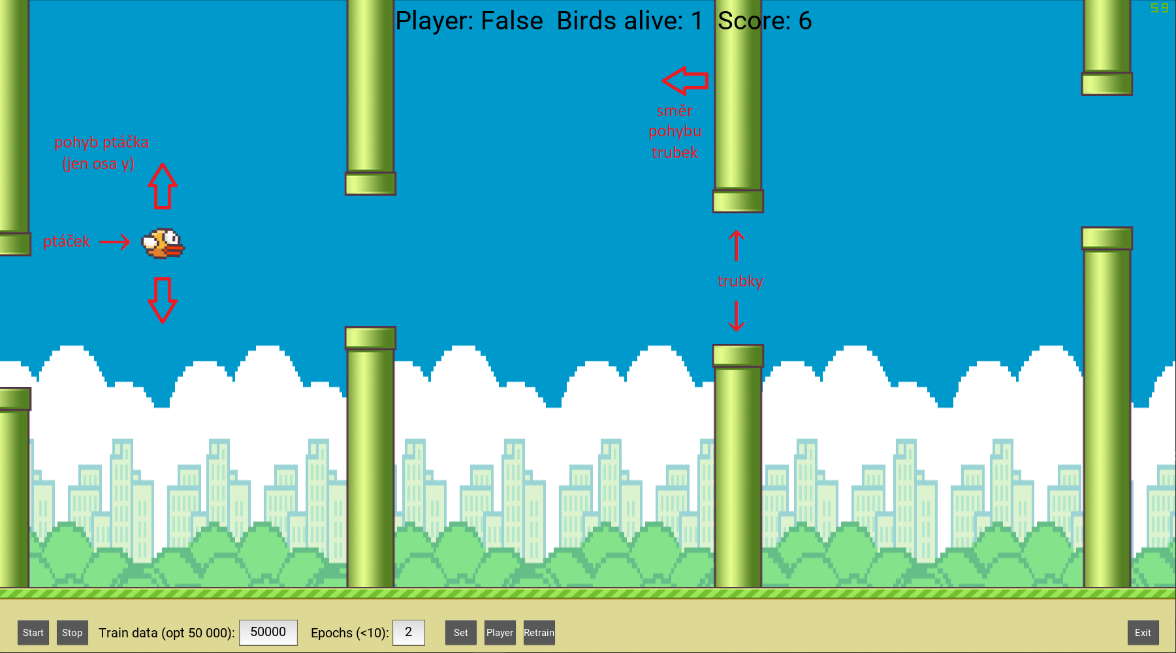 Player: False  Birds alive: 1  Score: 6
59
směr
pohybu
trubek
pohyb ptáčka
(jen osa y)
ptáček
trubky
Start
Stop
Train data (opt 50 000):
50000
Epochs (<10):
2
Set
Player
Retrain
Exit